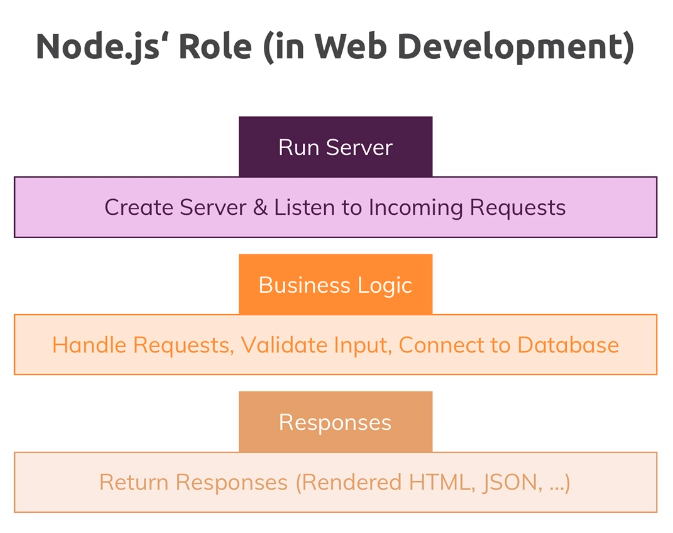 Node.js‘ Role (in Web Development)
Run Server
Create Server & Listen to Incoming Requests
Business Logic
Handle Requests, Validate Input, Connect to Database
Responses
Return Responses (Rendered HTML, JSON, ...)